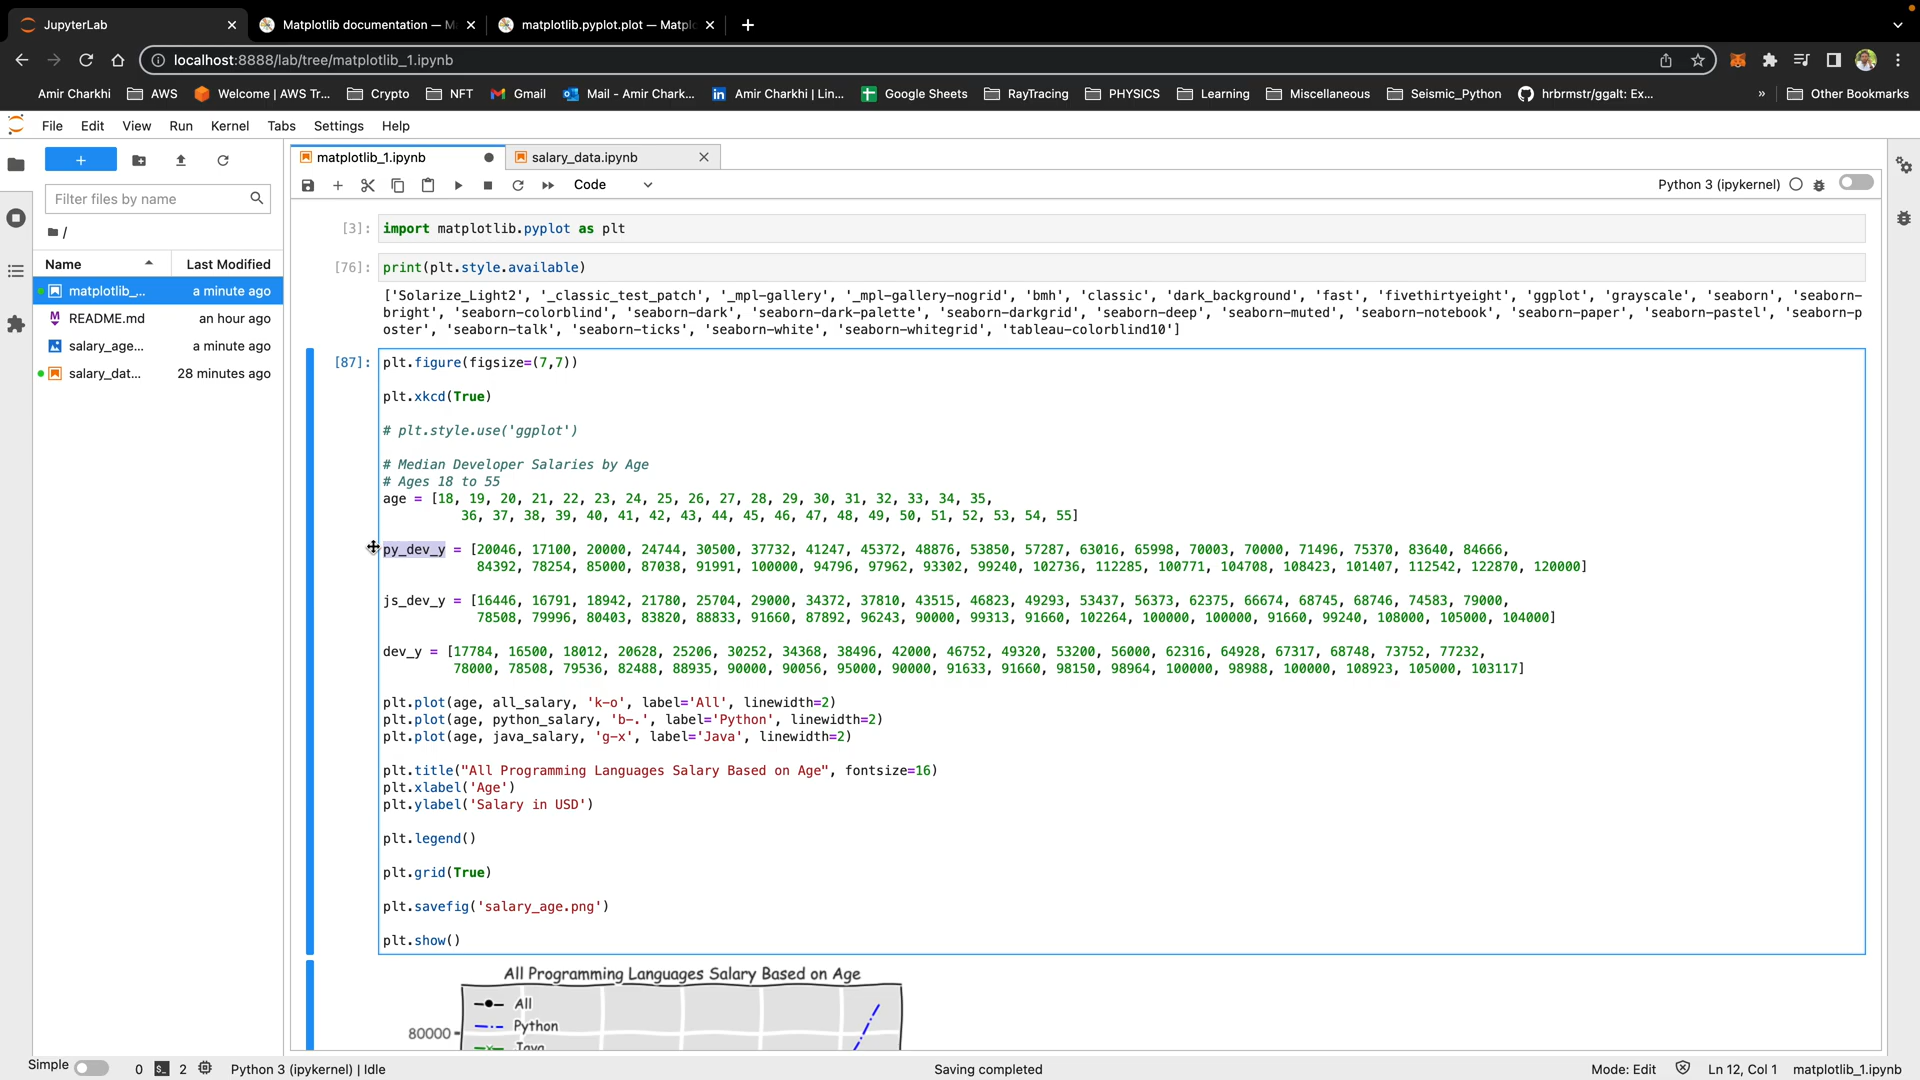 JupyterLab
Matplotlib documentation — M
matplotlib.pyplot.plot — Matplo
localhost:8888/lab/tree/matplotlib_1.ipynb
Amir Charkhi
AWS
Welcome | AWS Tr...
Crypto
NFT
Gmail
Mail - Amir Chark...
Amir Charkhi | Lin...
Google Sheets
RayTracing
PHYSICS
Learning
Miscellaneous
Seismic_Python
hrbrmstr/ggalt: Ex...
»
Other Bookmarks
File Edit View Run Kernel Tabs Settings Help
matplotlib_1.ipynb
salary_data.ipynb
Code
Python 3 (ipykernel)
Filter files by name
/
Name
Last Modified
matplotlib_...
a minute ago
README.md
an hour ago
salary_age...
a minute ago
salary_dat...
28 minutes ago
[3]: import matplotlib.pyplot as plt
[76]: print(plt.style.available)
['Solarize_Light2', '_classic_test_patch', '_mpl-gallery', '_mpl-gallery-nogrid', 'bmh', 'classic', 'dark_background', 'fast', 'fivethirtyeight', 'ggplot', 'grayscale', 'seaborn', 'seaborn-
bright', 'seaborn-colorblind', 'seaborn-dark', 'seaborn-dark-palette', 'seaborn-darkgrid', 'seaborn-deep', 'seaborn-muted', 'seaborn-notebook', 'seaborn-paper', 'seaborn-pastel', 'seaborn-p
oster', 'seaborn-talk', 'seaborn-ticks', 'seaborn-white', 'seaborn-whitegrid', 'tableau-colorblind10']
[87]: plt.figure(figsize=(7,7))
plt.xkcd(True)
# plt.style.use('ggplot')
# Median Developer Salaries by Age
# Ages 18 to 55
age = [18, 19, 20, 21, 22, 23, 24, 25, 26, 27, 28, 29, 30, 31, 32, 33, 34, 35,
36, 37, 38, 39, 40, 41, 42, 43, 44, 45, 46, 47, 48, 49, 50, 51, 52, 53, 54, 55]
py_dev_y = [20046, 17100, 20000, 24744, 30500, 37732, 41247, 45372, 48876, 53850, 57287, 63016, 65998, 70003, 70000, 71496, 75370, 83640, 84666,
84392, 78254, 85000, 87038, 91991, 100000, 94796, 97962, 93302, 99240, 102736, 112285, 100771, 104708, 108423, 101407, 112542, 122870, 120000]
js_dev_y = [16446, 16791, 18942, 21780, 25704, 29000, 34372, 37810, 43515, 46823, 49293, 53437, 56373, 62375, 66674, 68745, 68746, 74583, 79000,
78508, 79996, 80403, 83820, 88833, 91660, 87892, 96243, 90000, 99313, 91660, 102264, 100000, 100000, 91660, 99240, 108000, 105000, 104000]
dev_y = [17784, 16500, 18012, 20628, 25206, 30252, 34368, 38496, 42000, 46752, 49320, 53200, 56000, 62316, 64928, 67317, 68748, 73752, 77232,
78000, 78508, 79536, 82488, 88935, 90000, 90056, 95000, 90000, 91633, 91660, 98150, 98964, 100000, 98988, 100000, 108923, 105000, 103117]
plt.plot(age, all_salary, 'k-o', label='All', linewidth=2)
plt.plot(age, python_salary, 'b-.', label='Python', linewidth=2)
plt.plot(age, java_salary, 'g-x', label='Java', linewidth=2)
plt.title("All Programming Languages Salary Based on Age", fontsize=16)
plt.xlabel('Age')
plt.ylabel('Salary in USD')
plt.legend()
plt.grid(True)
plt.savefig('salary_age.png')
plt.show()
All Programming Languages Salary Based on Age
All
Python
Java
80000
Simple
0
2
Python 3 (ipykernel) | Idle
Saving completed
Mode: Edit
Ln 12, Col 1
matplotlib_1.ipynb